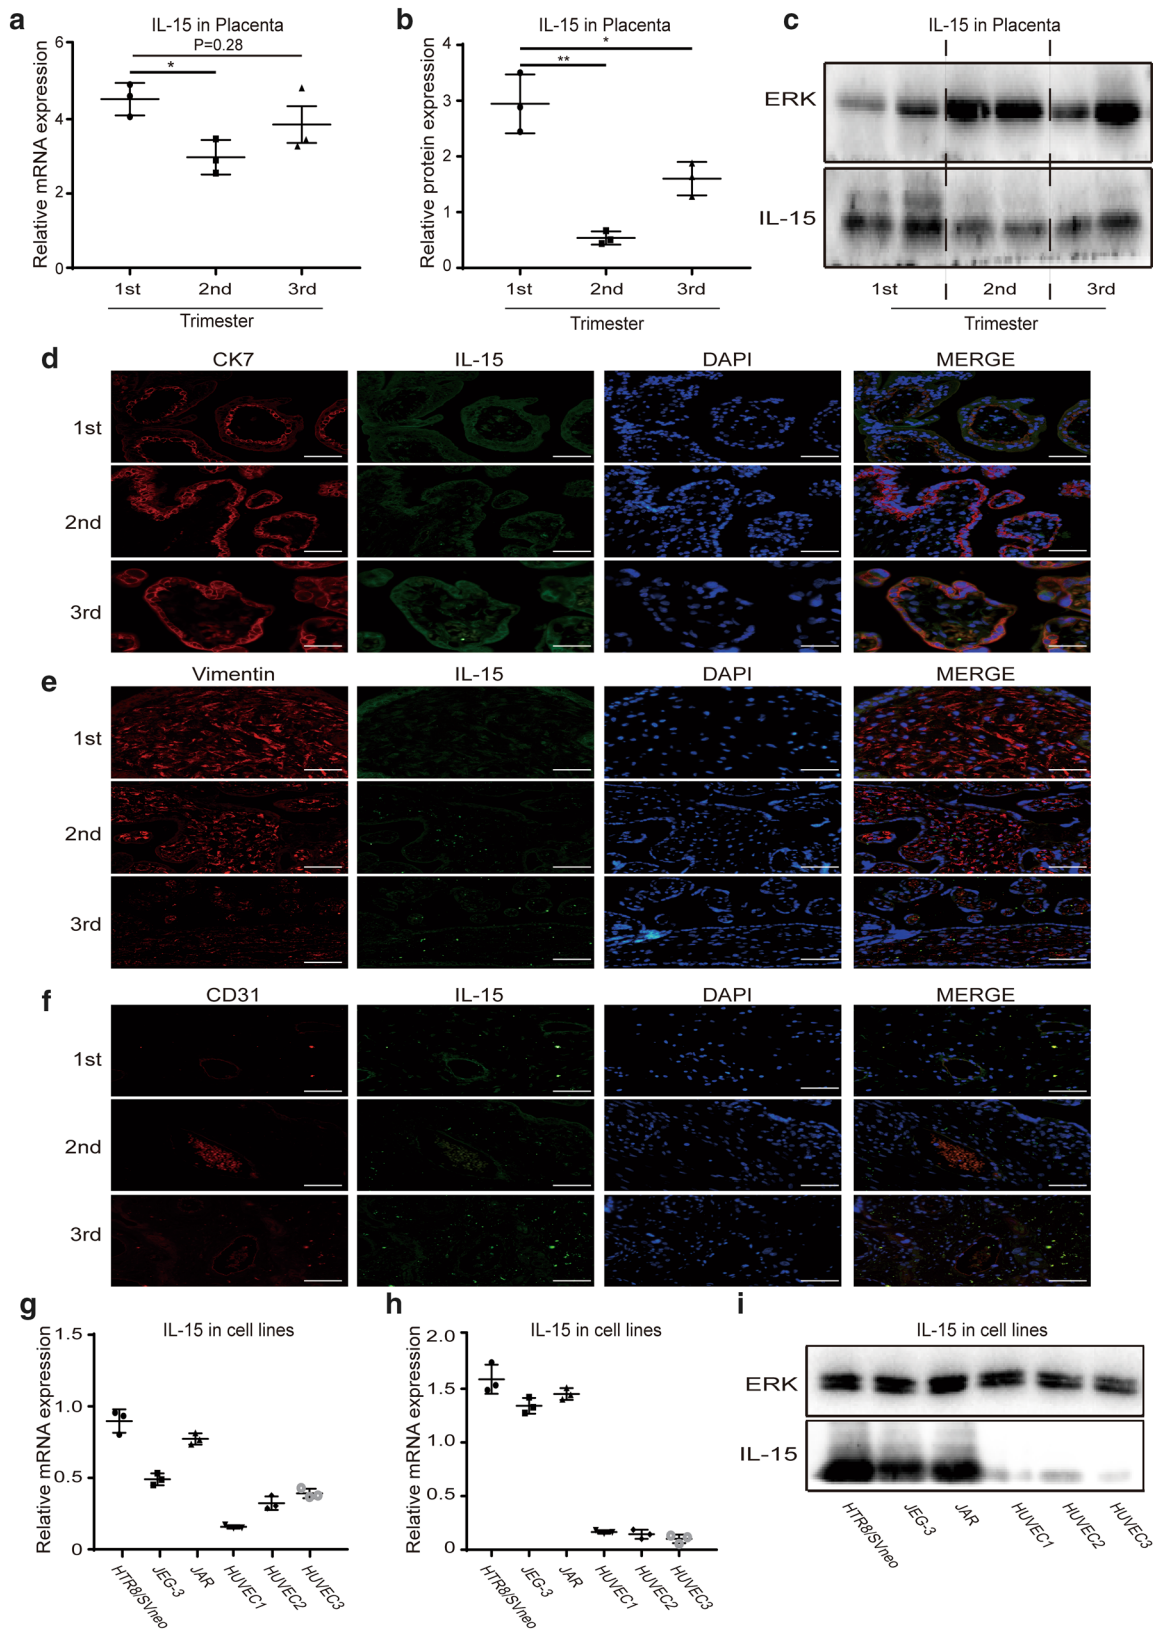 a
IL-15 in Placenta
P=0.28
*
Relative mRNA expression
6
4
2
0
1st 2nd 3rd
Trimester
b
IL-15 in Placenta
*
**
Relative protein expression
4
3
2
1
0
1st 2nd 3rd
Trimester
c
IL-15 in Placenta
ERK
IL-15
1st 2nd 3rd
Trimester
d
CK7 IL-15 DAPI MERGE
1st
2nd
3rd
e
Vimentin IL-15 DAPI MERGE
1st
2nd
3rd
f
CD31 IL-15 DAPI MERGE
1st
2nd
3rd
g
IL-15 in cell lines
Relative mRNA expression
1.5
1.0
0.5
0
HTR8/SVneo JEG-3 JAR HUVEC1 HUVEC2 HUVEC3
h
IL-15 in cell lines
Relative mRNA expression
2.0
1.5
1.0
0.5
0
HTR8/SVneo JEG-3 JAR HUVEC1 HUVEC2 HUVEC3
i
IL-15 in cell lines
ERK
IL-15
HTR8/SVneo JEG-3 JAR HUVEC1 HUVEC2 HUVEC3